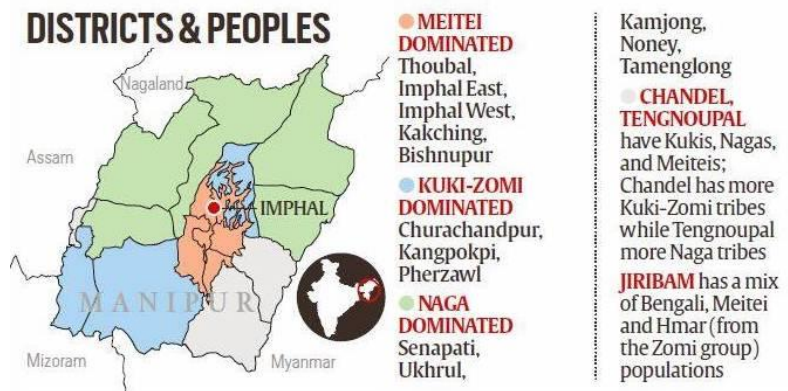 DISTRICTS & PEOPLES
Nagaland
Assam
IMPHAL
MANIPUR
Mizoram
Myanmar
MEITEI
DOMINATED
Thoubal,
Imphal East,
Imphal West,
Kakching,
Bishnupur
KUKI-ZOMI
DOMINATED
Churachandpur,
Kangpokpi,
Pherzawl
NAGA
DOMINATED
Senapati,
Ukhrul,
Kamjong,
Noney,
Tamenglong
CHANDEL,
TENGNOUPAL
have Kukis, Nagas,
and Meiteis;
Chandel has more
Kuki-Zomi tribes
while Tengnoupal
more Naga tribes
JIRIBAM has a mix
of Bengali, Meitei
and Hmar (from
the Zomi group)
populations